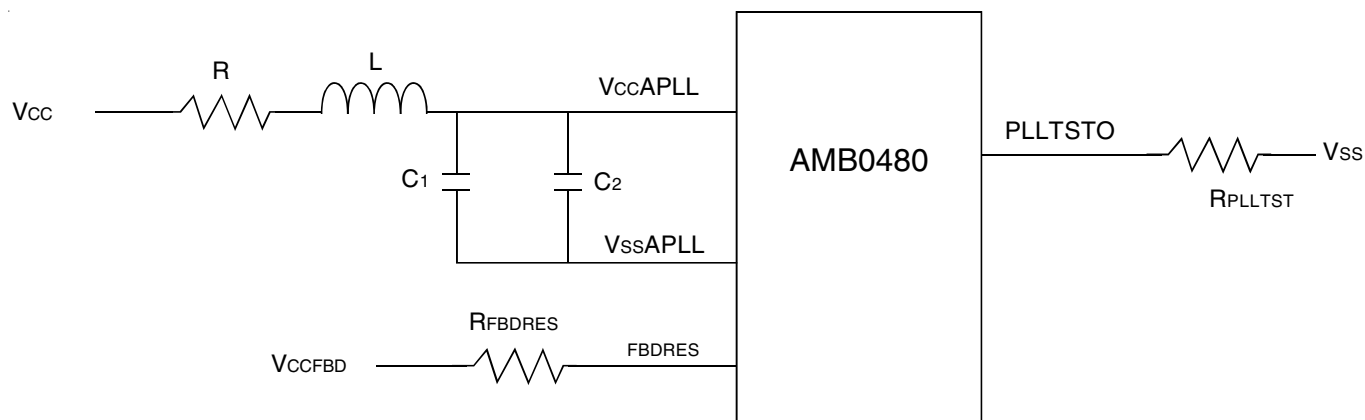 R
L
VCC
VCCAPLL
C1
C2
VSSAPLL
AMB0480
PLLTSTO
VSS
RPLLTST
RFBDRES
VCCFBD
FBDRES